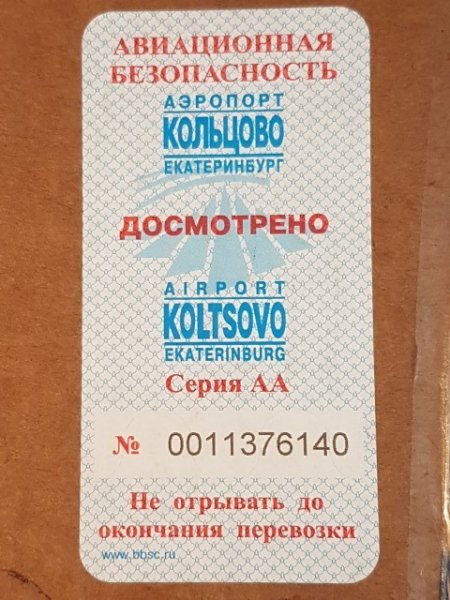 АВИАЦИОННАЯ
БЕЗОПАСНОСТЬ
АЭРОПОРТ
КОЛЬЦОВО
ЕКАТЕРИНБУРГ
ДОСМОТРЕНО
AIRPORT
KOLTSOVO
EKATERINBURG
Серия АА
№ 0011376140
Не отрывать до
окончания перевозки
www.bbsc.ru